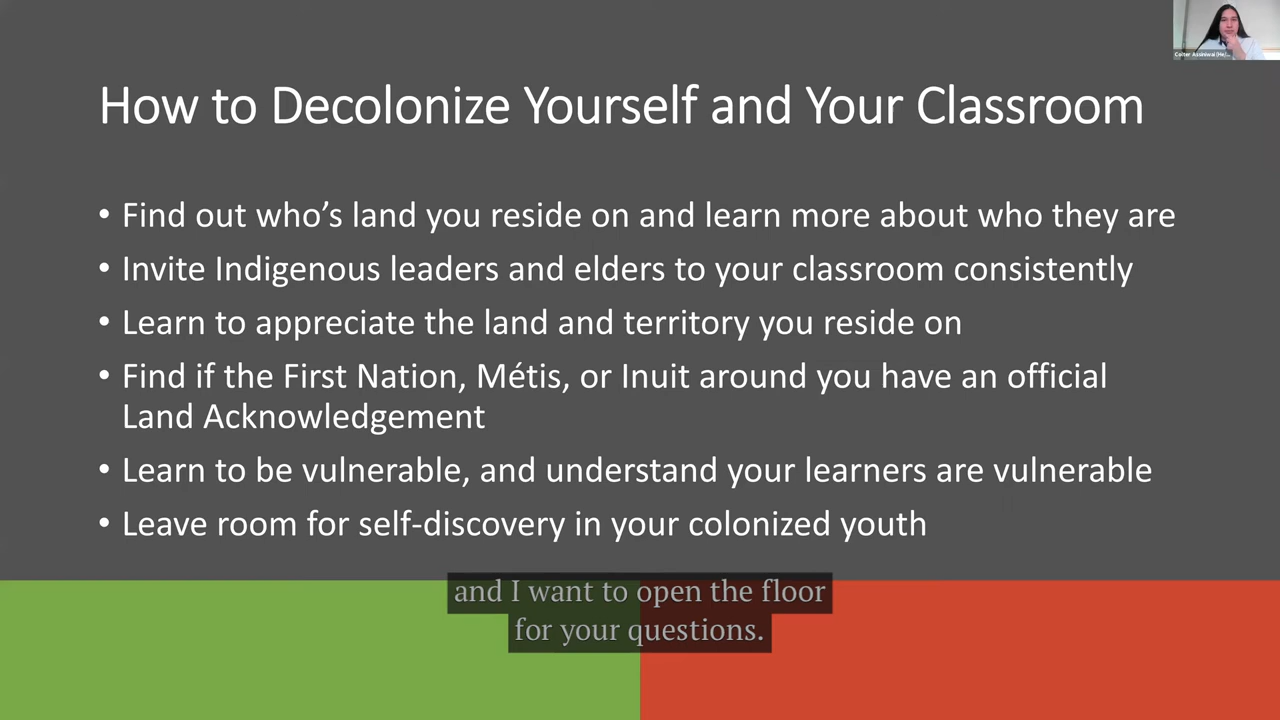 Colter Assiniwai (He/...
How to Decolonize Yourself and Your Classroom
• Find out who’s land you reside on and learn more about who they are
• Invite Indigenous leaders and elders to your classroom consistently
• Learn to appreciate the land and territory you reside on
• Find if the First Nation, Métis, or Inuit around you have an official
Land Acknowledgement
• Learn to be vulnerable, and understand your learners are vulnerable
• Leave room for self-discovery in your colonized youth
and I want to open the floor
for your questions.